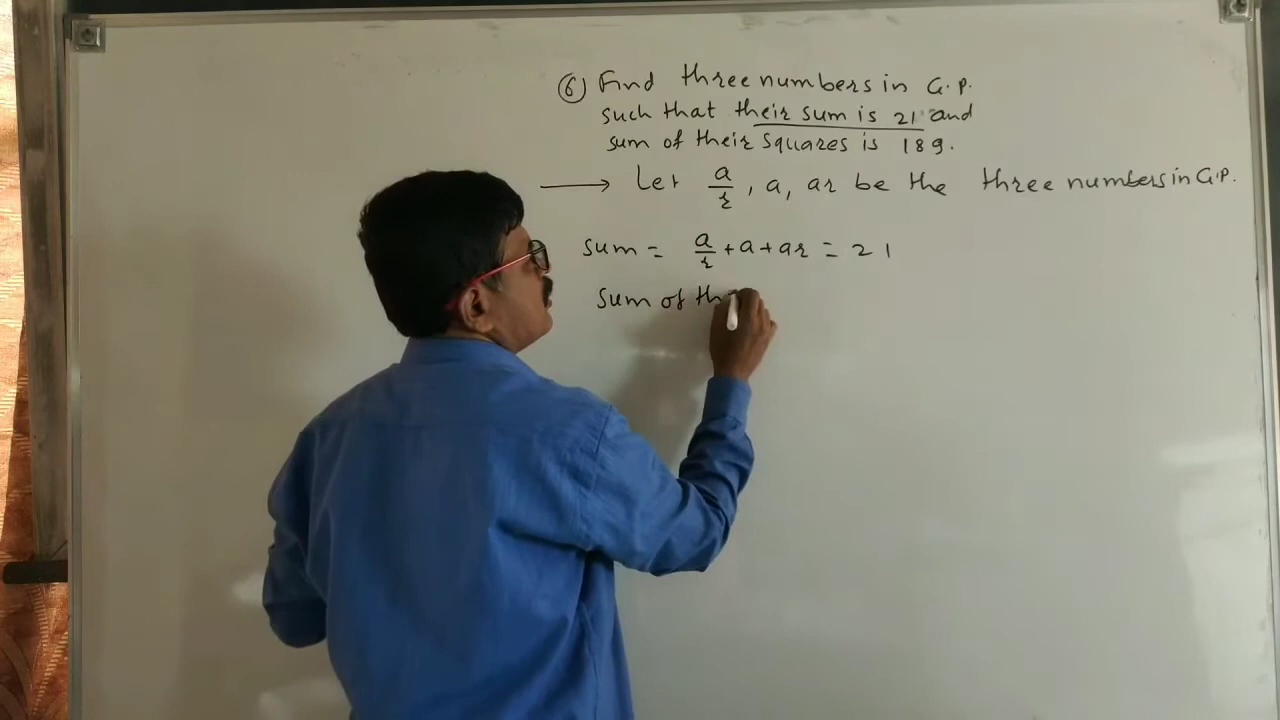 ⑥ Find three numbers in G.P.
such that their sum is 21 and
sum of their squares is 189.
→ Let a/r, a, ar be the three numbers in G.P.
sum = a/r + a + ar = 21
sum of th